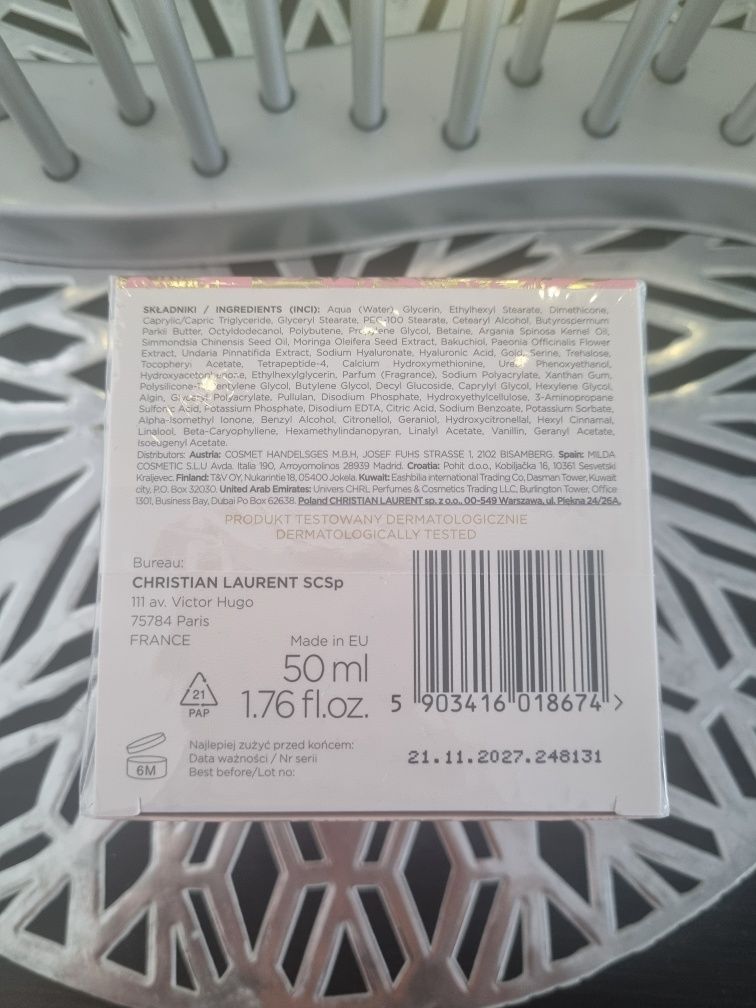 SKŁADNIKI / INGREDIENTS (INCI): Aqua (Water), Glycerin, Ethylhexyl Stearate, Dimethicone,
Caprylic/Capric Triglyceride, Glyceryl Stearate, PEG-100 Stearate, Cetearyl Alcohol, Butyrospermum
Parkii Butter, Octyldodecanol, Polybutene, Propylene Glycol, Betaine, Argania Spinosa Kernel Oil,
Simmondsia Chinensis Seed Oil, Moringa Oleifera Seed Extract, Bakuchiol, Paeonia Officinalis Flower
Extract, Undaria Pinnatifida Extract, Sodium Hyaluronate, Hyaluronic Acid, Gold, Serine, Trehalose,
Tocopheryl Acetate, Tetrapeptide-4, Calcium Hydroxymethionine, Urea, Phenoxyethanol,
Hydroxyacetophenone, Ethylhexylglycerin, Parfum (Fragrance), Sodium Polyacrylate, Xanthan Gum,
Pentylene Glycol, Butylene Glycol, Decyl Glucoside, Caprylyl Glycol, Hexylene Glycol,
Algin, Glyceryl Polyacrylate, Pullulan, Disodium Phosphate, Hydroxyethylcellulose, 3-Aminopropane
Sulfonic Acid, Potassium Phosphate, Disodium EDTA, Citric Acid, Sodium Benzoate, Potassium Sorbate,
Alpha-Isomethyl Ionone, Benzyl Alcohol, Citronellol, Geraniol, Hydroxycitronellal, Hexyl Cinnamal,
Linalool, Beta-Caryophyllene, Hexamethylindanopyran, Linalyl Acetate, Vanillin, Geranyl Acetate,
Isoeugenyl Acetate.
Distributors: Austria: COSMET HANDELSGES M.B.H, JOSEF FUHS STRASSE 1, 2102 BISAMBERG. Spain: MILDA
COSMETIC S.L.U Avda. Italia 190, Arroyomolinos 28939 Madrid. Croatia: Pohit d.o.o., Kobiljačka 16, 10361 Sesvetski
Kraljevec. Finland: T&V OY, Nukarintie 18, 05400 Jokela. Kuwait: Eashbilia international Trading Co, Dasman Tower, Kuwait
city, P.O. Box 32030. United Arab Emirates: Univers CHRL Perfumes & Cosmetics Trading LLC, Burlington Tower, Office
1301, Business Bay, Dubai Po Box 62638. Poland CHRISTIAN LAURENT sp. z o.o., 00-549 Warszawa, ul. Piękna 24/26A.
PRODUKT TESTOWANY DERMATOLOGICZNIE
DERMATOLOGICALLY TESTED
Bureau:
CHRISTIAN LAURENT SCSp
111 av. Victor Hugo
75784 Paris
FRANCE
Made in EU
50 ml
1.76 fl.oz.
21
PAP
5 903416 018674 >
6M
Najlepiej zużyć przed końcem:
Data ważności / Nr serii
Best before/Lot no:
21.11.2027.248131